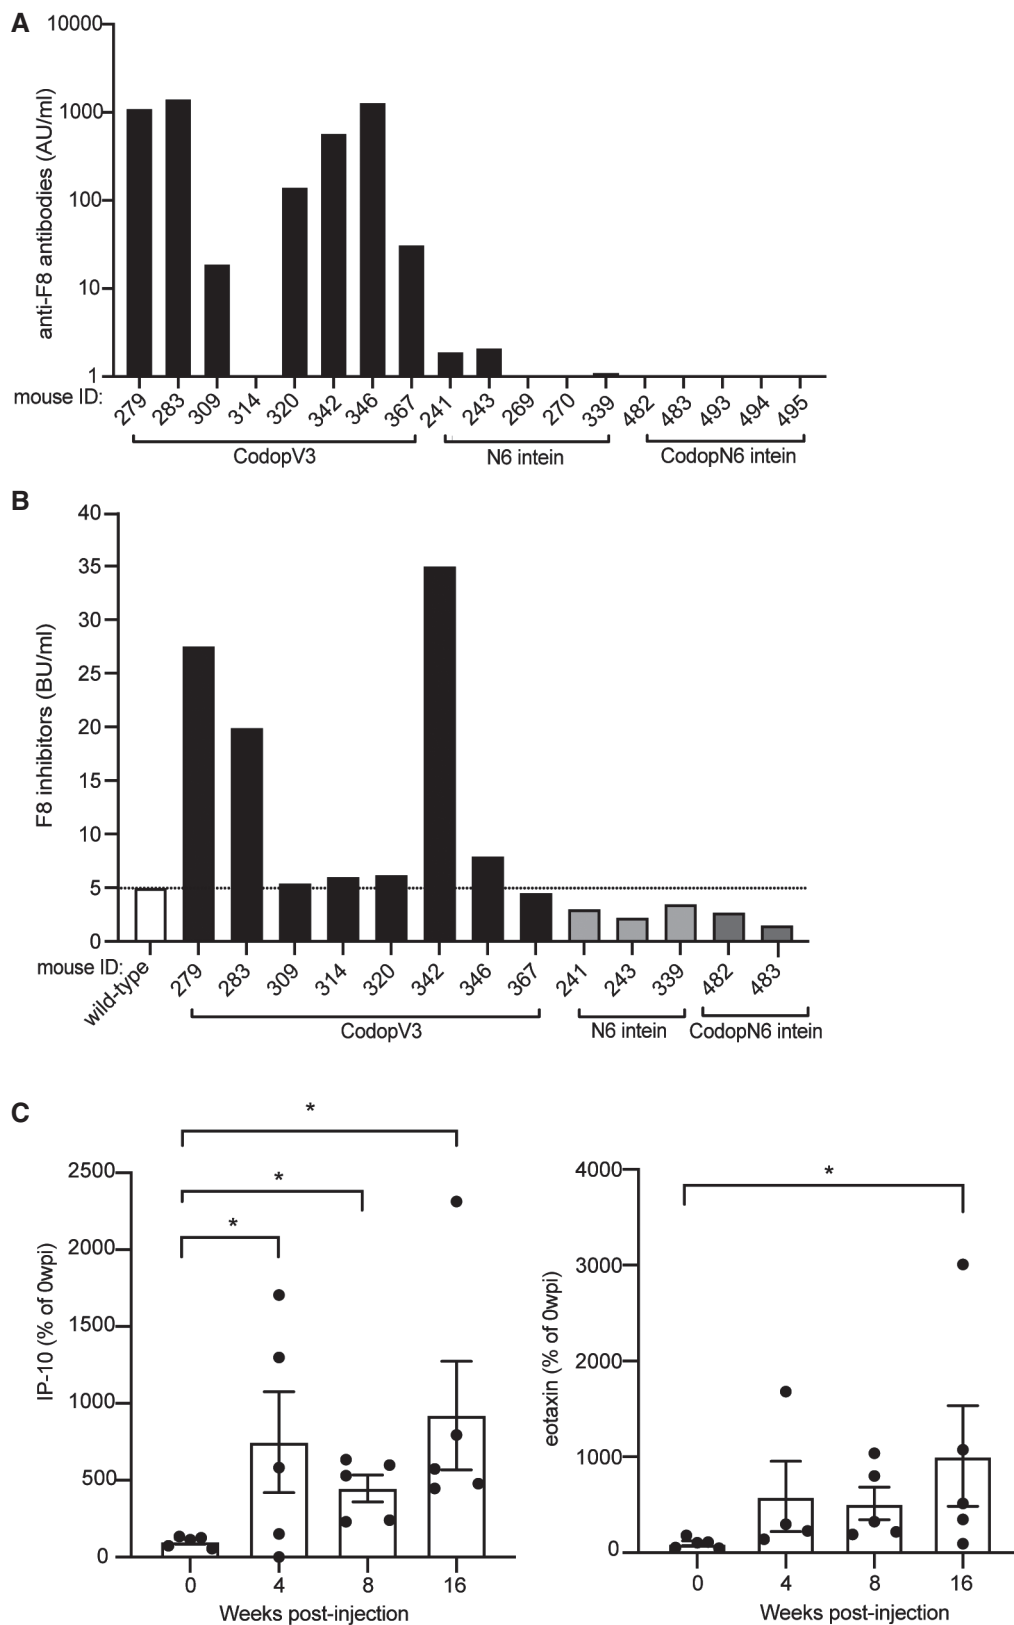 A
anti-F8 antibodies (AU/ml)
10000
1000
100
10
1
mouse ID: 279 283 309 314 320 342 346 367 241 243 269 270 339 482 483 493 494 495
CodopV3 N6 intein CodopN6 intein
B
F8 inhibitors (BU/ml)
40
35
30
25
20
15
10
5
0
mouse ID: wild-type 279 283 309 314 320 342 346 367 241 243 339 482 483
CodopV3 N6 intein CodopN6 intein
C
IP-10 (% of 0wpi)
2500
2000
1500
1000
500
0
* * *
0 4 8 16
Weeks post-injection
eotaxin (% of 0wpi)
4000
3000
2000
1000
0
*
0 4 8 16
Weeks post-injection